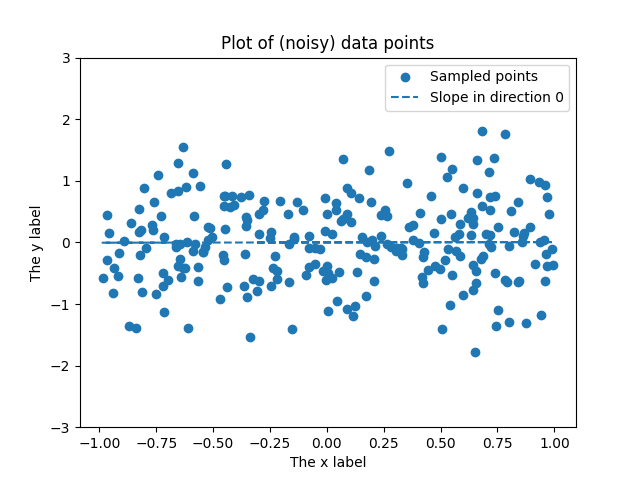 Plot of (noisy) data points
Sampled points
Slope in direction 0
The y label
3
2
1
0
−1
−2
−3
−1.00 −0.75 −0.50 −0.25 0.00 0.25 0.50 0.75 1.00
The x label